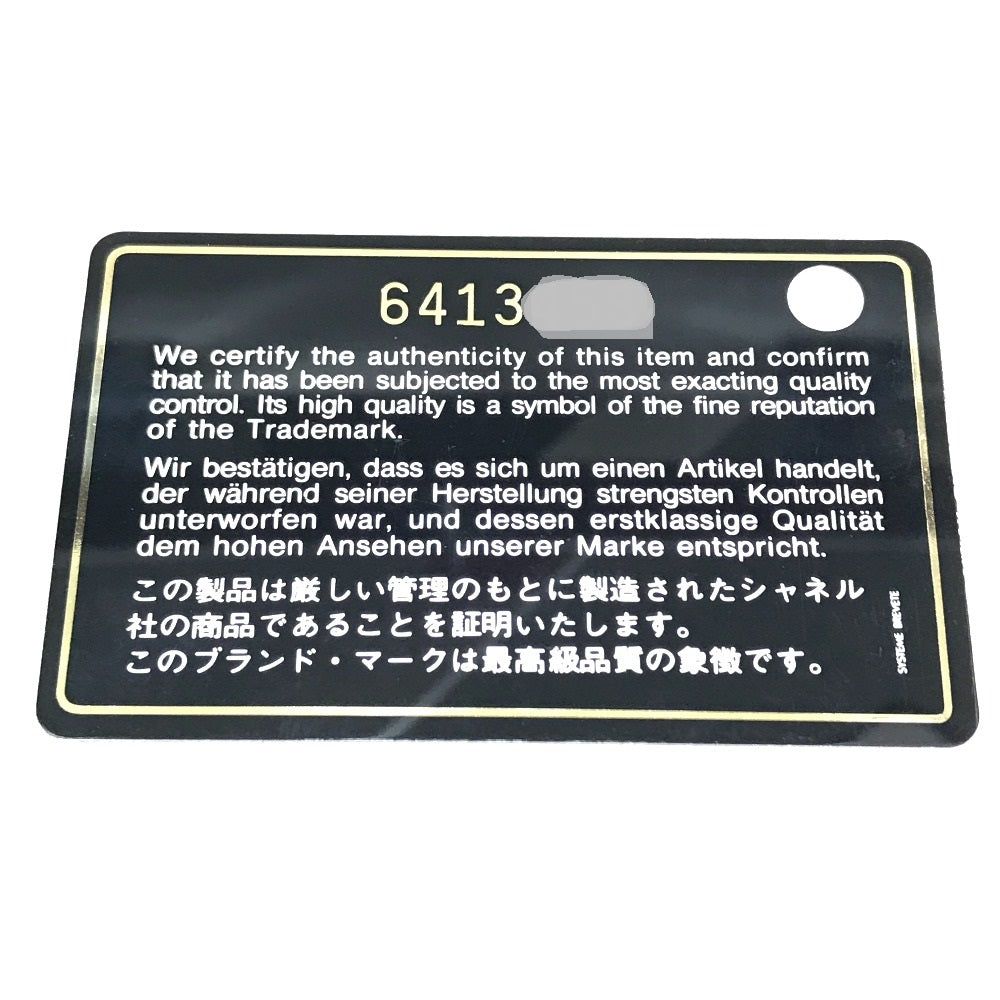 6413
We certify the authenticity of this item and confirm
that it has been subjected to the most exacting quality
control. Its high quality is a symbol of the fine reputation
of the Trademark.
Wir bestätigen, dass es sich um einen Artikel handelt,
der während seiner Herstellung strengsten Kontrollen
unterworfen war, und dessen erstklassige Qualität
dem hohen Ansehen unserer Marke entspricht.
この製品は厳しい管理のもとに製造されたシャネル
社の商品であることを証明いたします。
このブランド・マークは最高級品質の象徴です。
SYSTEME BREVETE